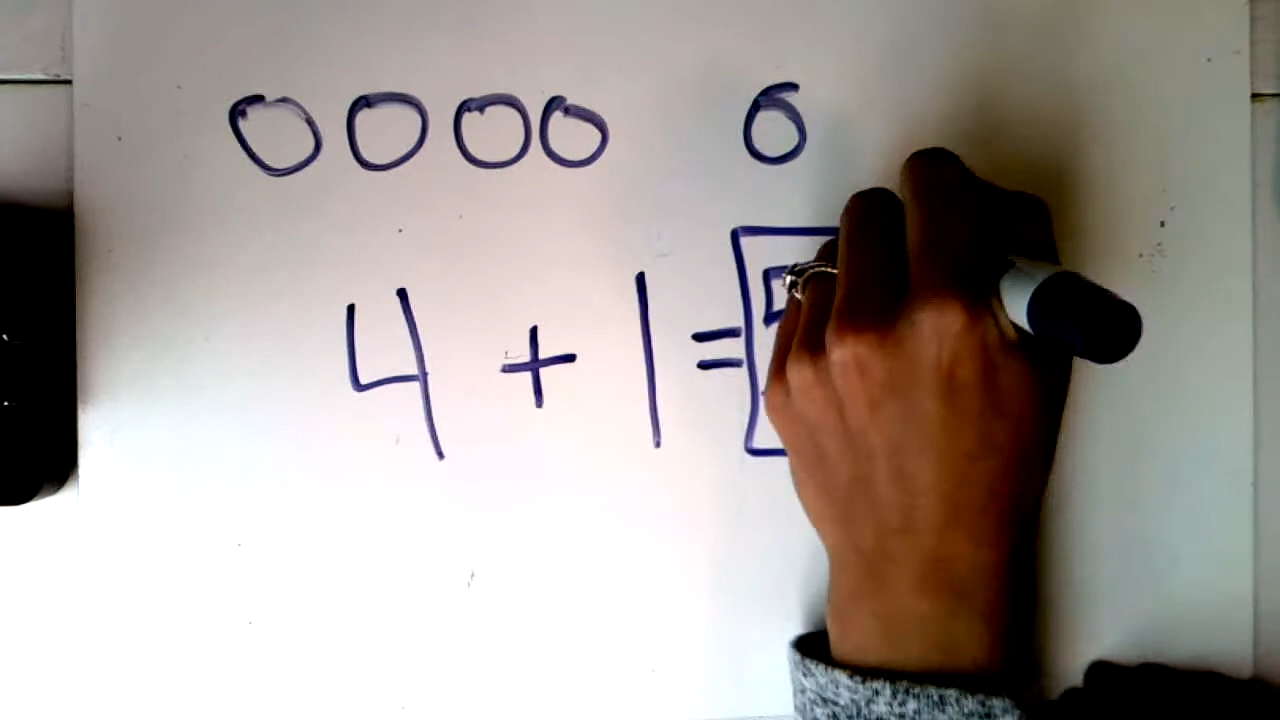 4 + 1 =